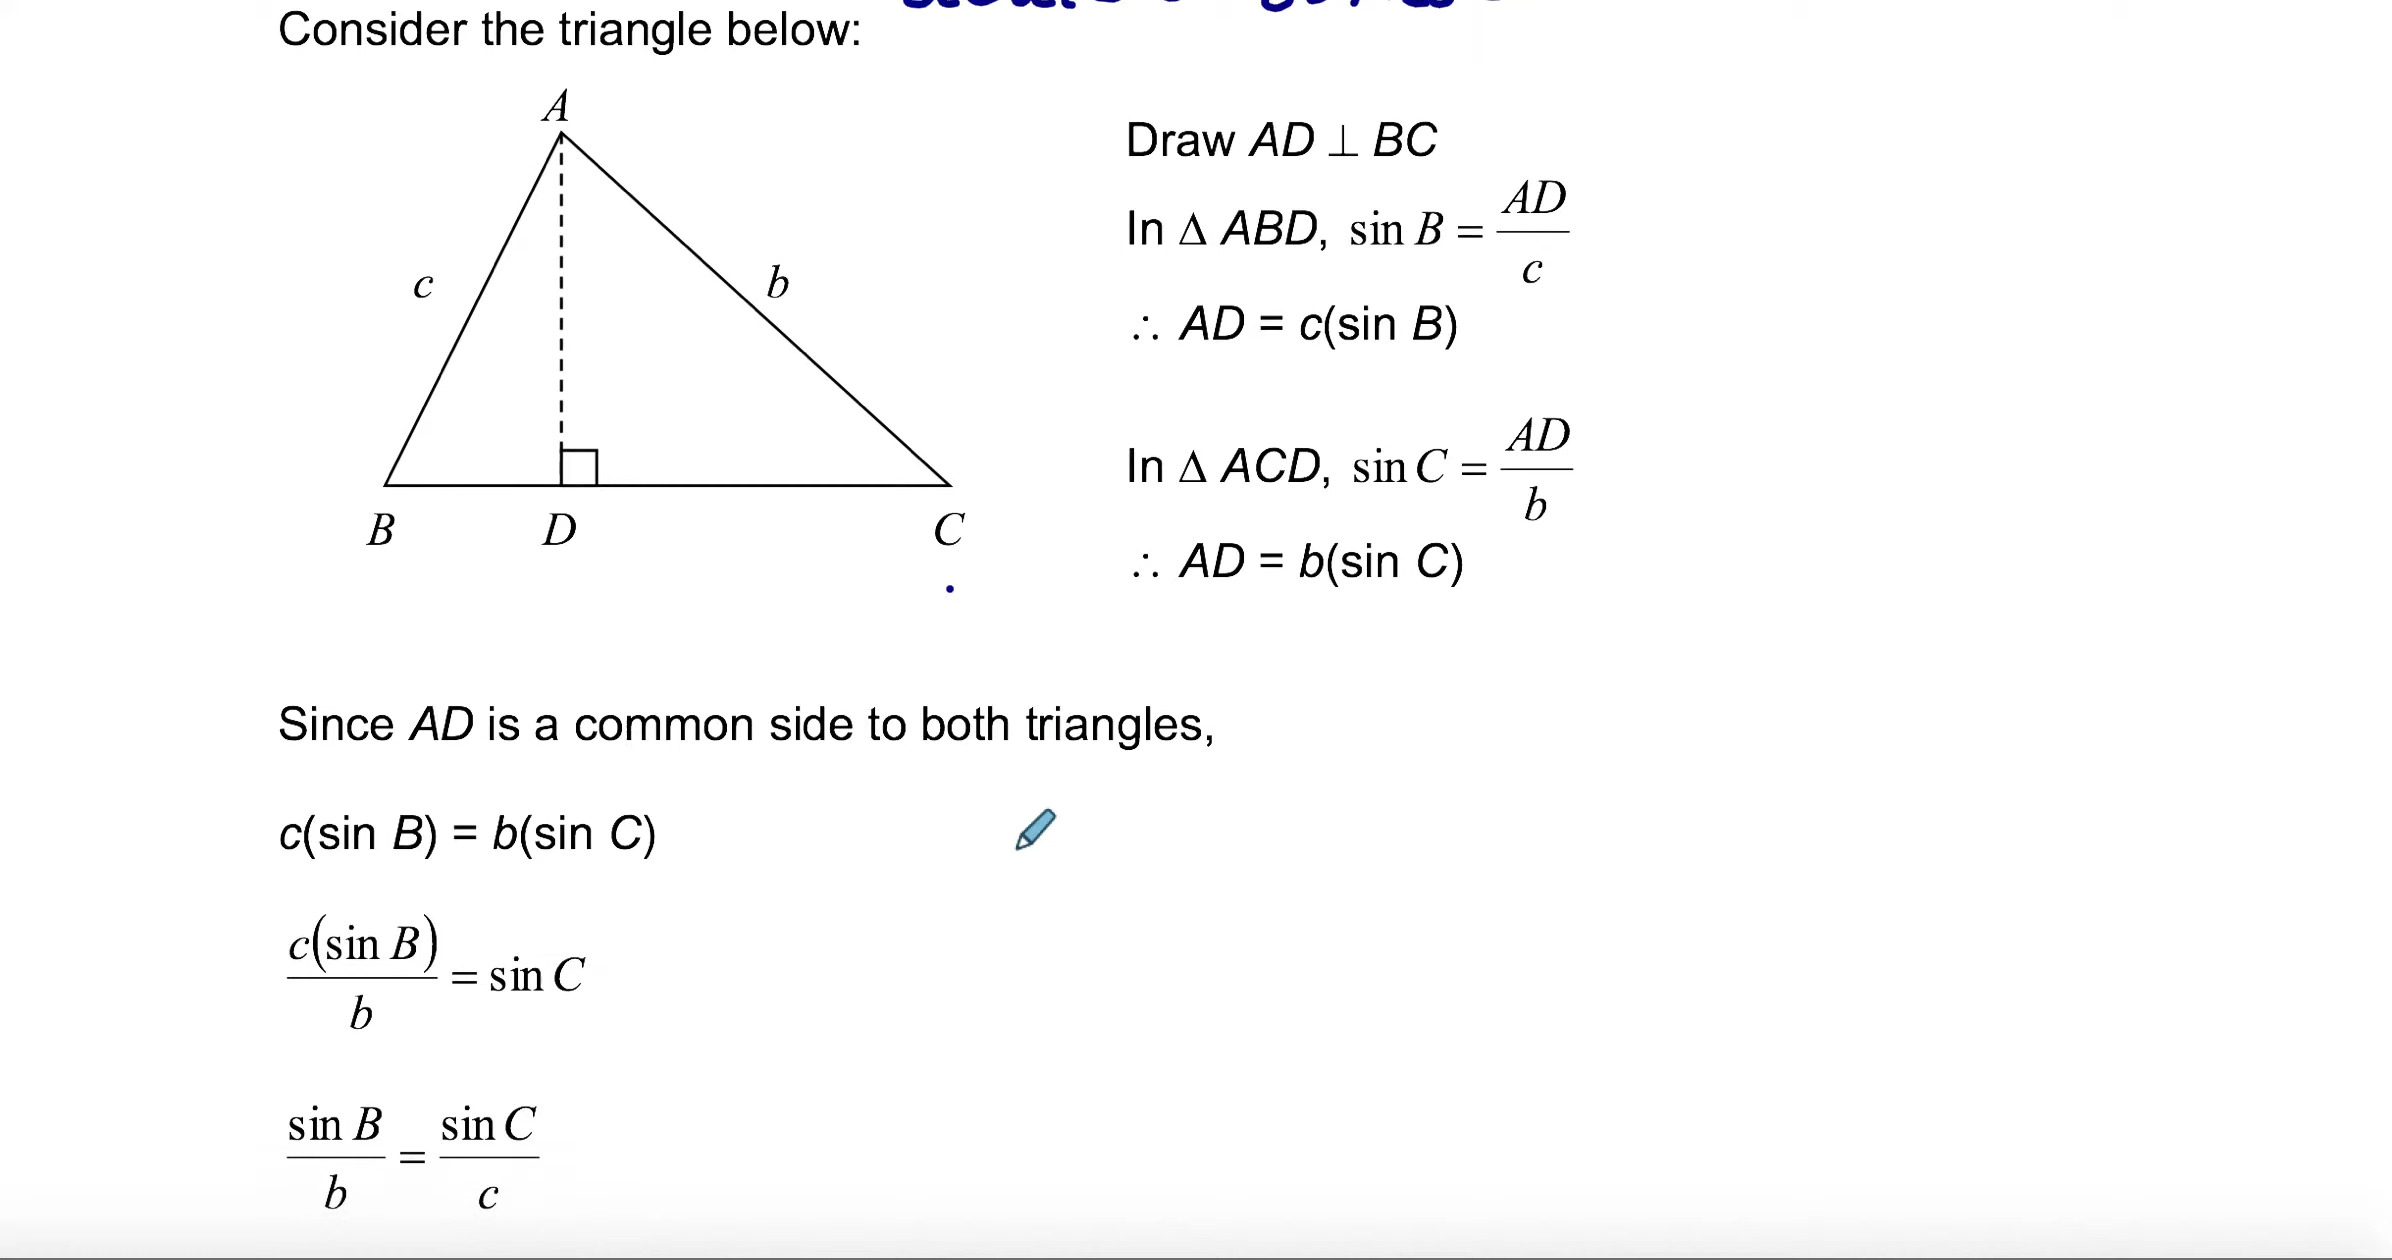 Consider the triangle below:
A
c
b
B D C
Draw AD ⊥ BC
In Δ ABD, sin B = AD/c
∴ AD = c(sin B)
In Δ ACD, sin C = AD/b
∴ AD = b(sin C)
Since AD is a common side to both triangles,
c(sin B) = b(sin C)
c(sin B)/b = sin C
sin B/b = sin C/c